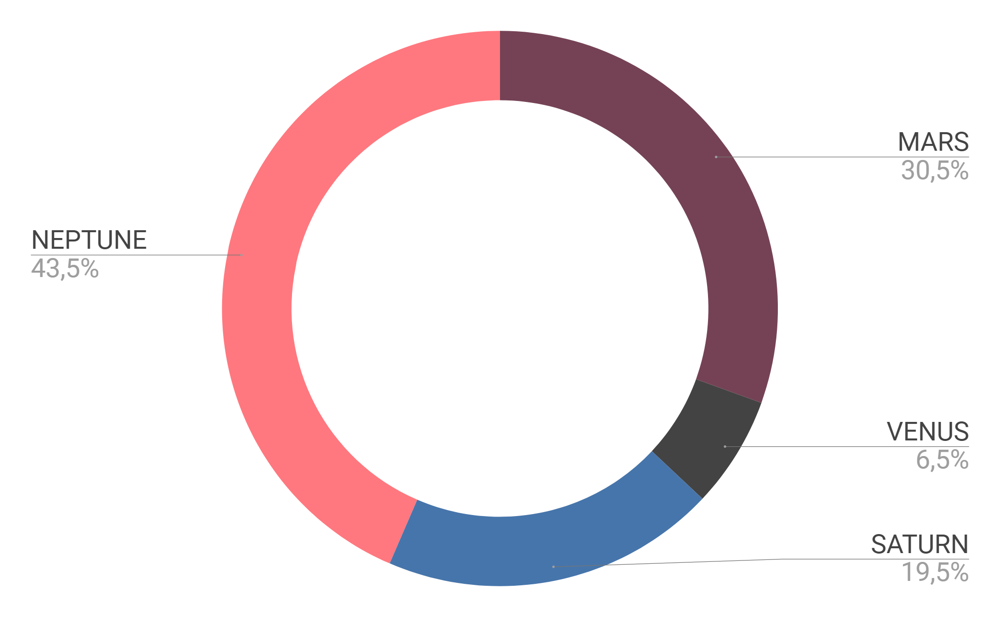 MARS
30,5%
NEPTUNE
43,5%
VENUS
6,5%
SATURN
19,5%